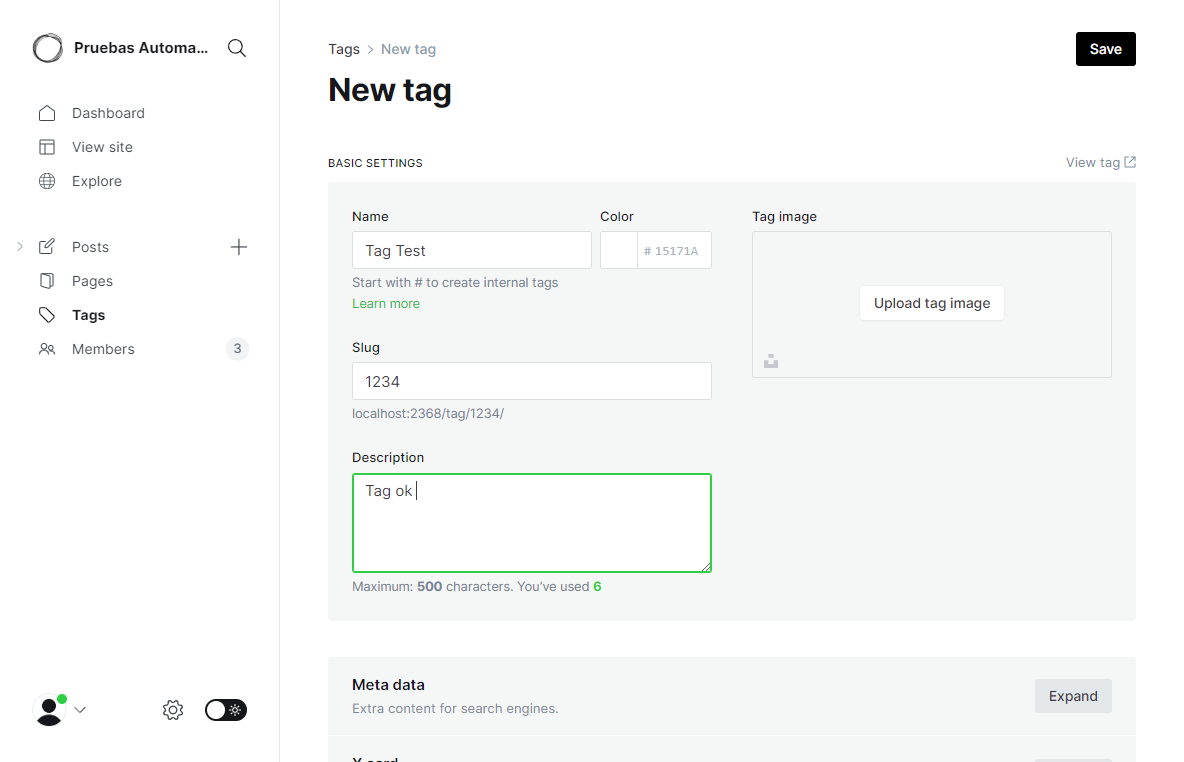 Pruebas Automa...
Dashboard
View site
Explore
Posts
Pages
Tags
Members
3
Tags > New tag
Save
New tag
BASIC SETTINGS
View tag
Name
Color
Tag image
Tag Test
# 15171A
Start with # to create internal tags
Learn more
Upload tag image
Slug
1234
localhost:2368/tag/1234/
Description
Tag ok
Maximum: 500 characters. You've used 6
Meta data
Extra content for search engines.
Expand
X card